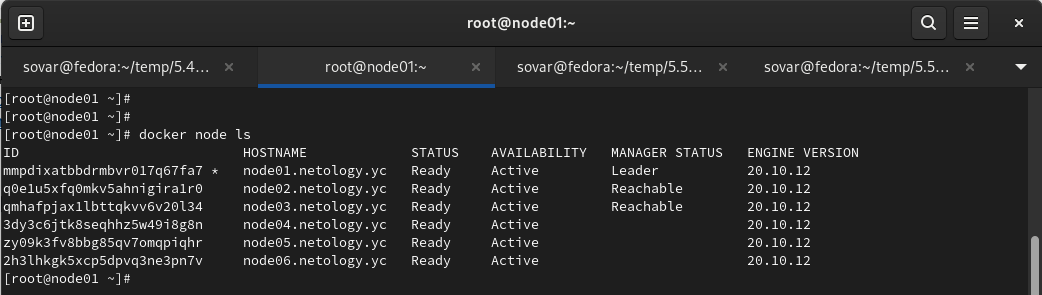 root@node01:~
sovar@fedora:~/temp/5.4... × root@node01:~ × sovar@fedora:~/temp/5.5... × sovar@fedora:~/temp/5.5... ×
[root@node01 ~]#
[root@node01 ~]#
[root@node01 ~]# docker node ls
ID HOSTNAME STATUS AVAILABILITY MANAGER STATUS ENGINE VERSION
mmpdixatbbdrmbvr017q67fa7 * node01.netology.yc Ready Active Leader 20.10.12
q0e1u5xfq0mkv5ahnigira1r0 node02.netology.yc Ready Active Reachable 20.10.12
qmhafpjax1lbttqkvv6v20l34 node03.netology.yc Ready Active Reachable 20.10.12
3dy3c6jtk8seqhhz5w49i8g8n node04.netology.yc Ready Active 20.10.12
zy09k3fv8bbg85qv7omqpiqhr node05.netology.yc Ready Active 20.10.12
2h3lhkgk5xcp5dpvq3ne3pn7v node06.netology.yc Ready Active 20.10.12
[root@node01 ~]#